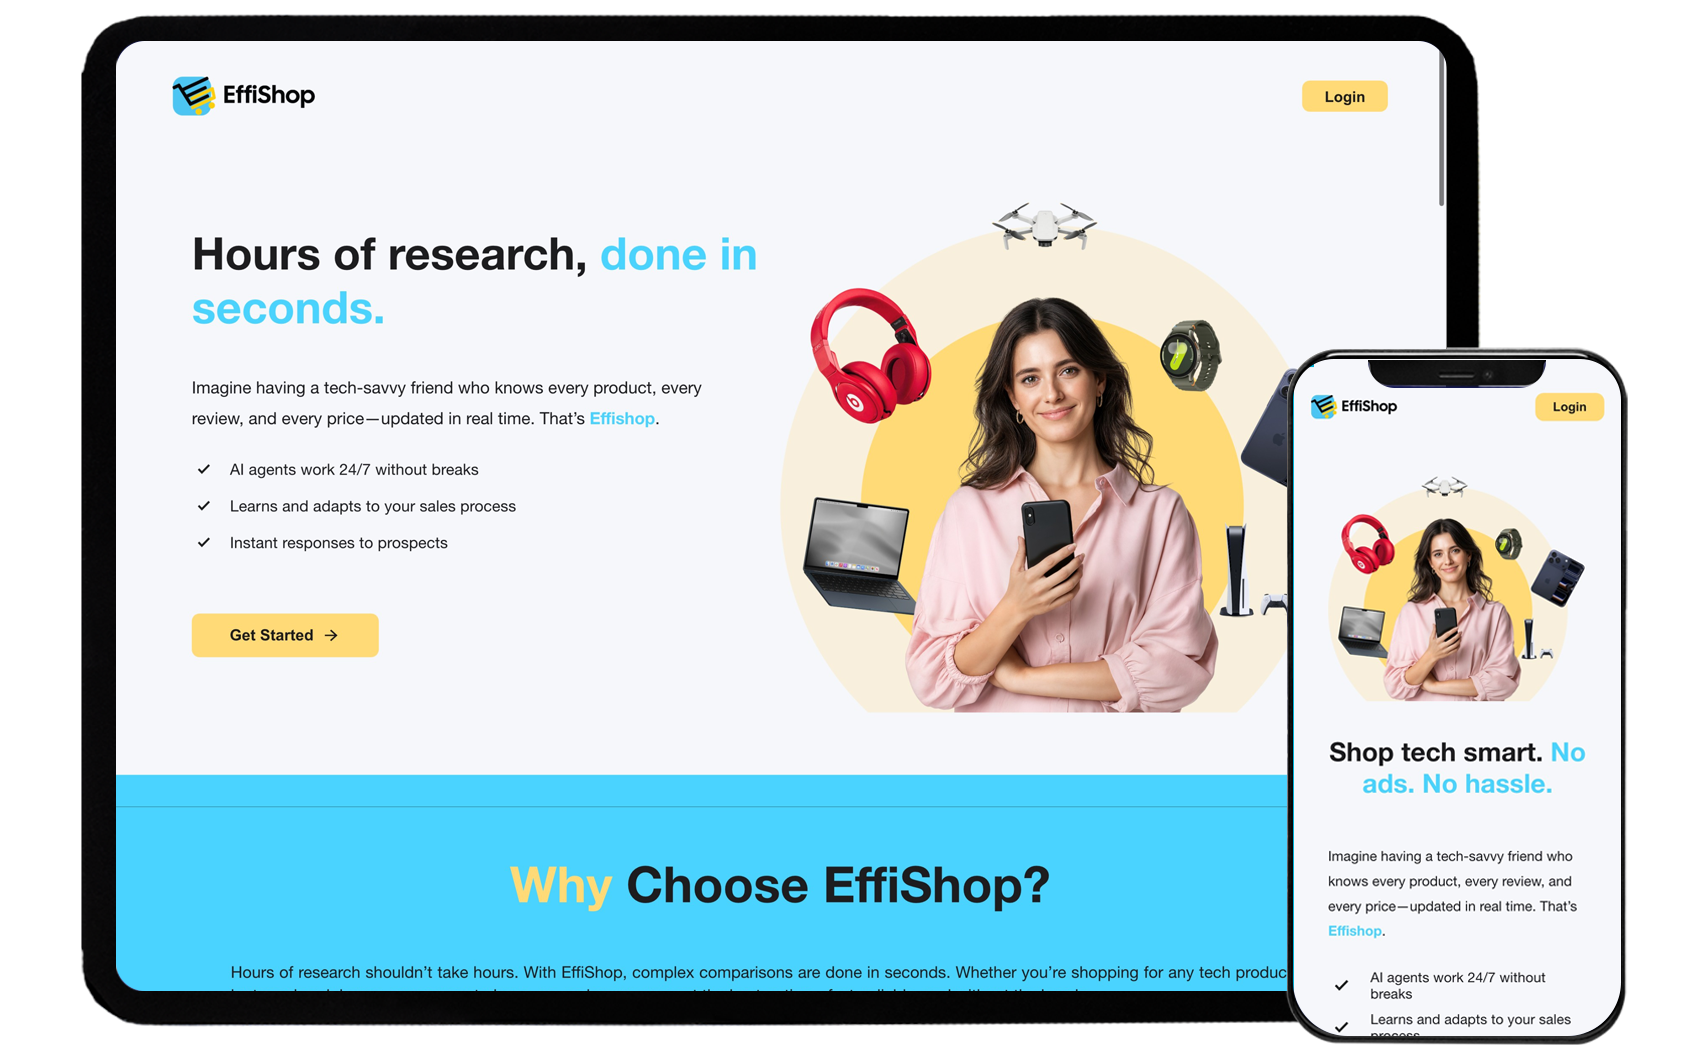 EffiShop
Login
Hours of research, done in
seconds.
Imagine having a tech-savvy friend who knows every product, every
review, and every price—updated in real time. That’s Effishop.
AI agents work 24/7 without breaks
Learns and adapts to your sales process
Instant responses to prospects
Get Started
Why Choose EffiShop?
Hours of research shouldn’t take hours. With EffiShop, complex comparisons are done in seconds. Whether you’re shopping for any tech produc
EffiShop
Login
Shop tech smart. No
ads. No hassle.
Imagine having a tech-savvy friend who
knows every product, every review, and
every price—updated in real time. That’s
Effishop.
AI agents work 24/7 without
breaks
Learns and adapts to your sales
process